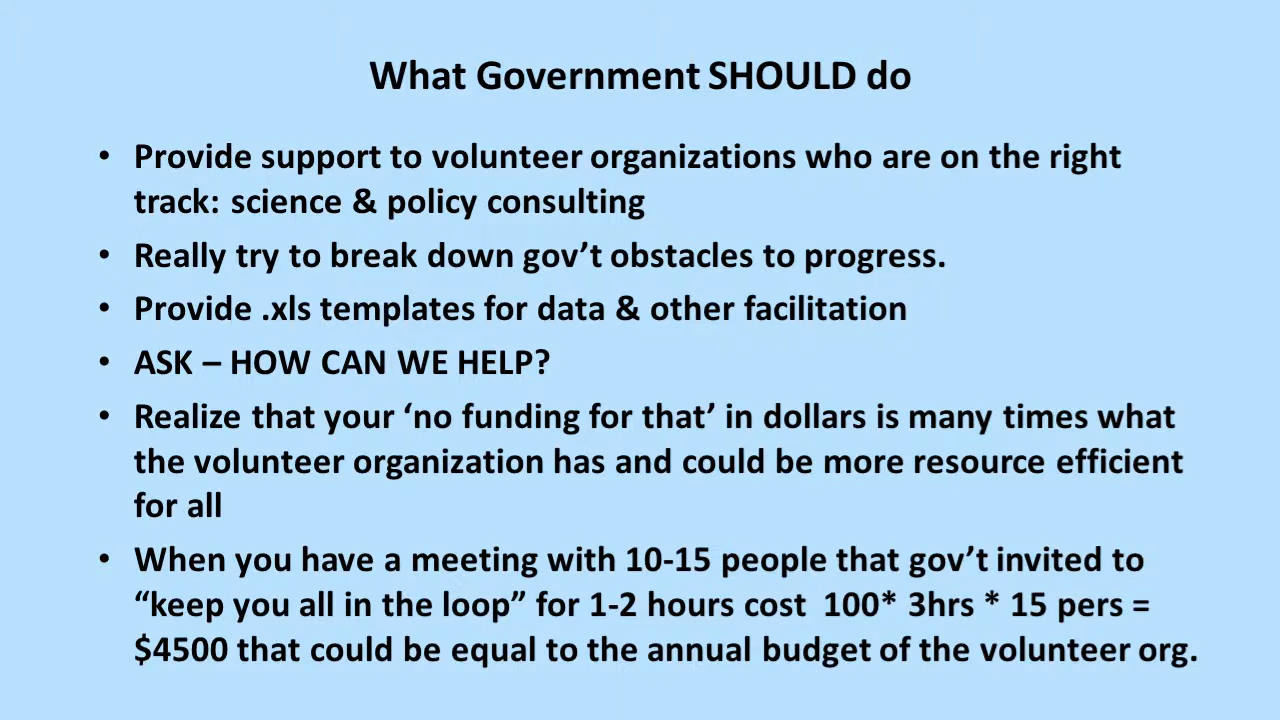 What Government SHOULD do
• Provide support to volunteer organizations who are on the right
track: science & policy consulting
• Really try to break down gov’t obstacles to progress.
• Provide .xls templates for data & other facilitation
• ASK – HOW CAN WE HELP?
• Realize that your ‘no funding for that’ in dollars is many times what
the volunteer organization has and could be more resource efficient
for all
• When you have a meeting with 10-15 people that gov’t invited to
“keep you all in the loop” for 1-2 hours cost  100* 3hrs * 15 pers =
$4500 that could be equal to the annual budget of the volunteer org.